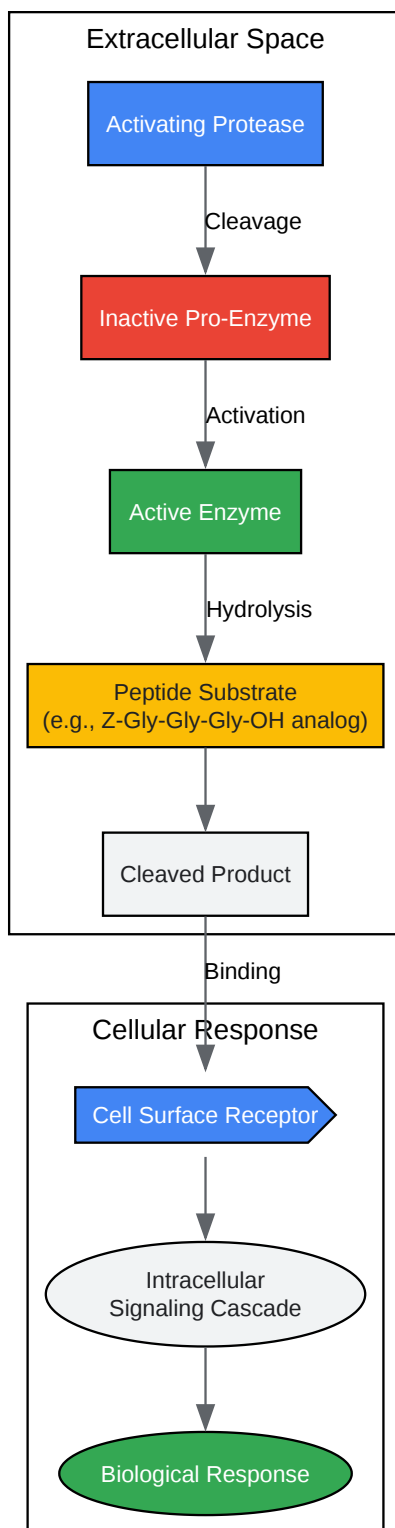 Extracellular Space
Activating Protease
Cleavage
Inactive Pro-Enzyme
Activation
Active Enzyme
Hydrolysis
Peptide Substrate
(e.g., Z-Gly-Gly-Gly-OH analog)
Cleaved Product
Binding
Cellular Response
Cell Surface Receptor
Intracellular
Signaling Cascade
Biological Response